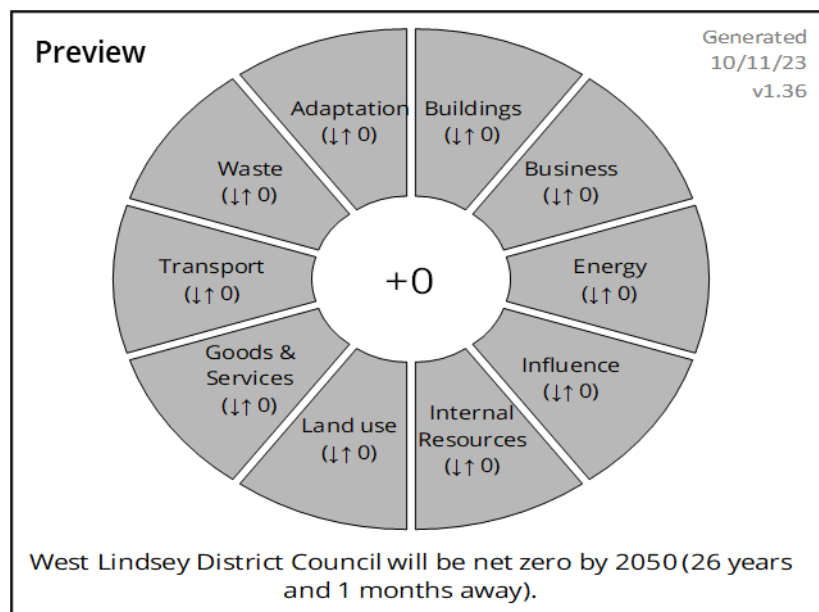 Preview
Generated
10/11/23
v1.36
Adaptation
(↓↑ 0)
Buildings
(↓↑ 0)
Waste
(↓↑ 0)
Business
(↓↑ 0)
Transport
(↓↑ 0)
+0
Energy
(↓↑ 0)
Goods &
Services
(↓↑ 0)
Influence
(↓↑ 0)
Land use
(↓↑ 0)
Internal
Resources
(↓↑ 0)
West Lindsey District Council will be net zero by 2050 (26 years
and 1 months away).